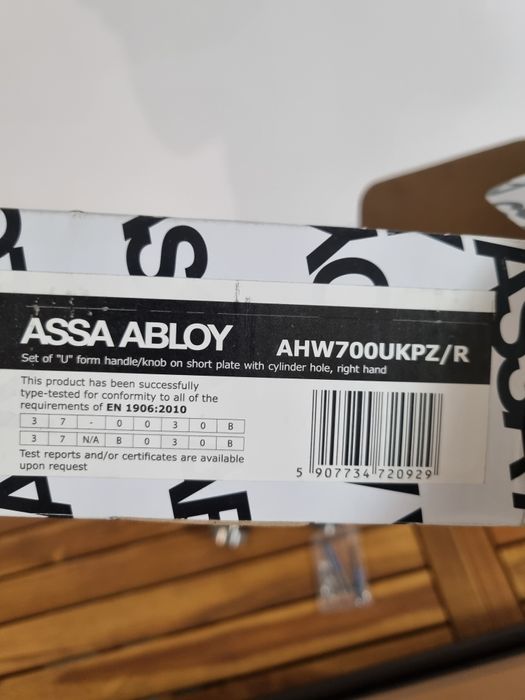 ASSA ABLOY
AHW700UKPZ/R
Set of "U" form handle/knob on short plate with cylinder hole, right hand
This product has been successfully
type-tested for conformity to all of the
requirements of EN 1906:2010
3 7 - 0 0 3 0 B
3 7 N/A B 0 3 0 B
Test reports and/or certificates are available
upon request
5 907734 720929